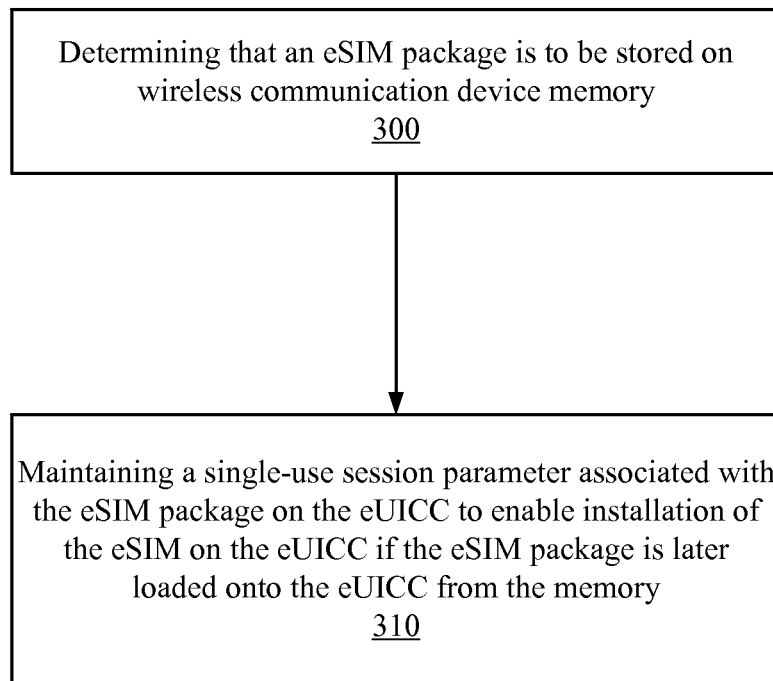 Determining that an eSIM package is to be stored on
wireless communication device memory
300
Maintaining a single-use session parameter associated with
the eSIM package on the eUICC to enable installation of
the eSIM on the eUICC if the eSIM package is later
loaded onto the eUICC from the memory
310